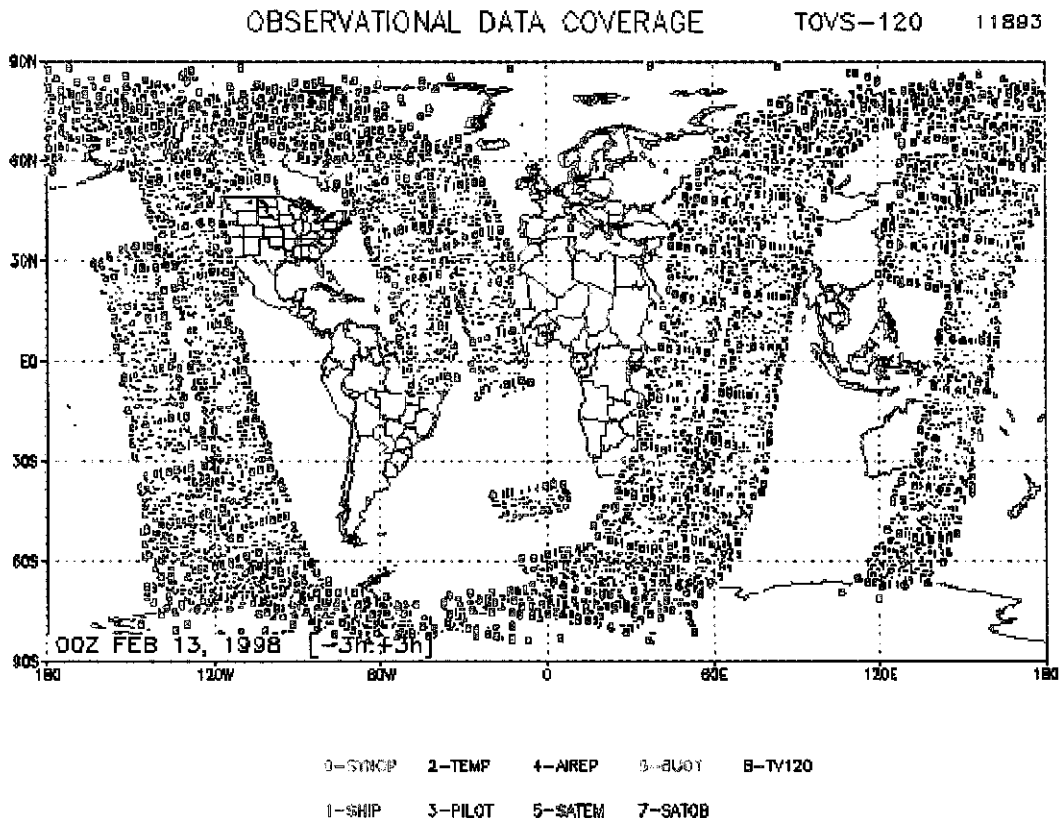 OBSERVATIONAL DATA COVERAGE TOVS-120 11893
90N
60N
30N
EQ
30S
60S
90S
00Z FEB 13, 1998 [-3h,+3h]
180 120W 60W 0 60E 120E 180
0-SYNOP 2-TEMP 4-AIREP 6-BUOY 8-TV120
1-SHIP 3-PILOT 5-SATEM 7-SATOB